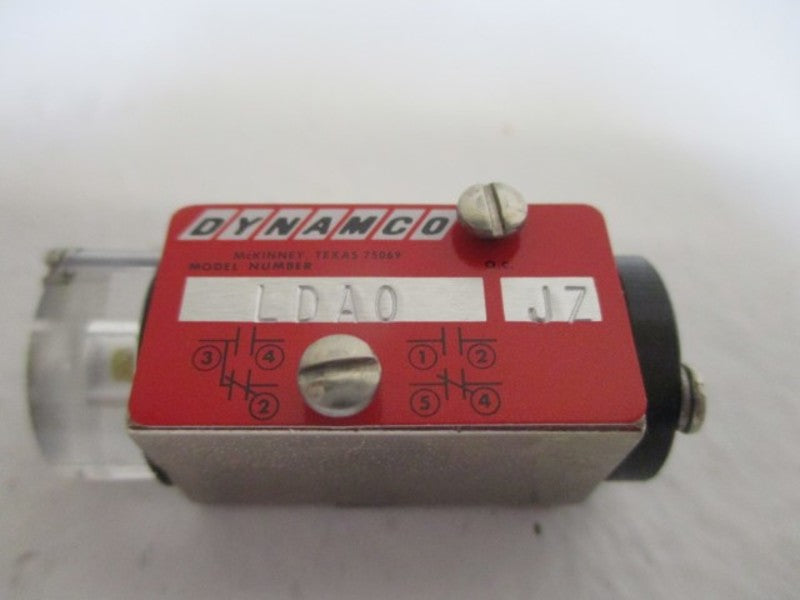 DYNAMCO
McKINNEY, TEXAS 75069
MODEL NUMBER Q.C.
LDA0 JZ
3 4 1 2
2 5 4